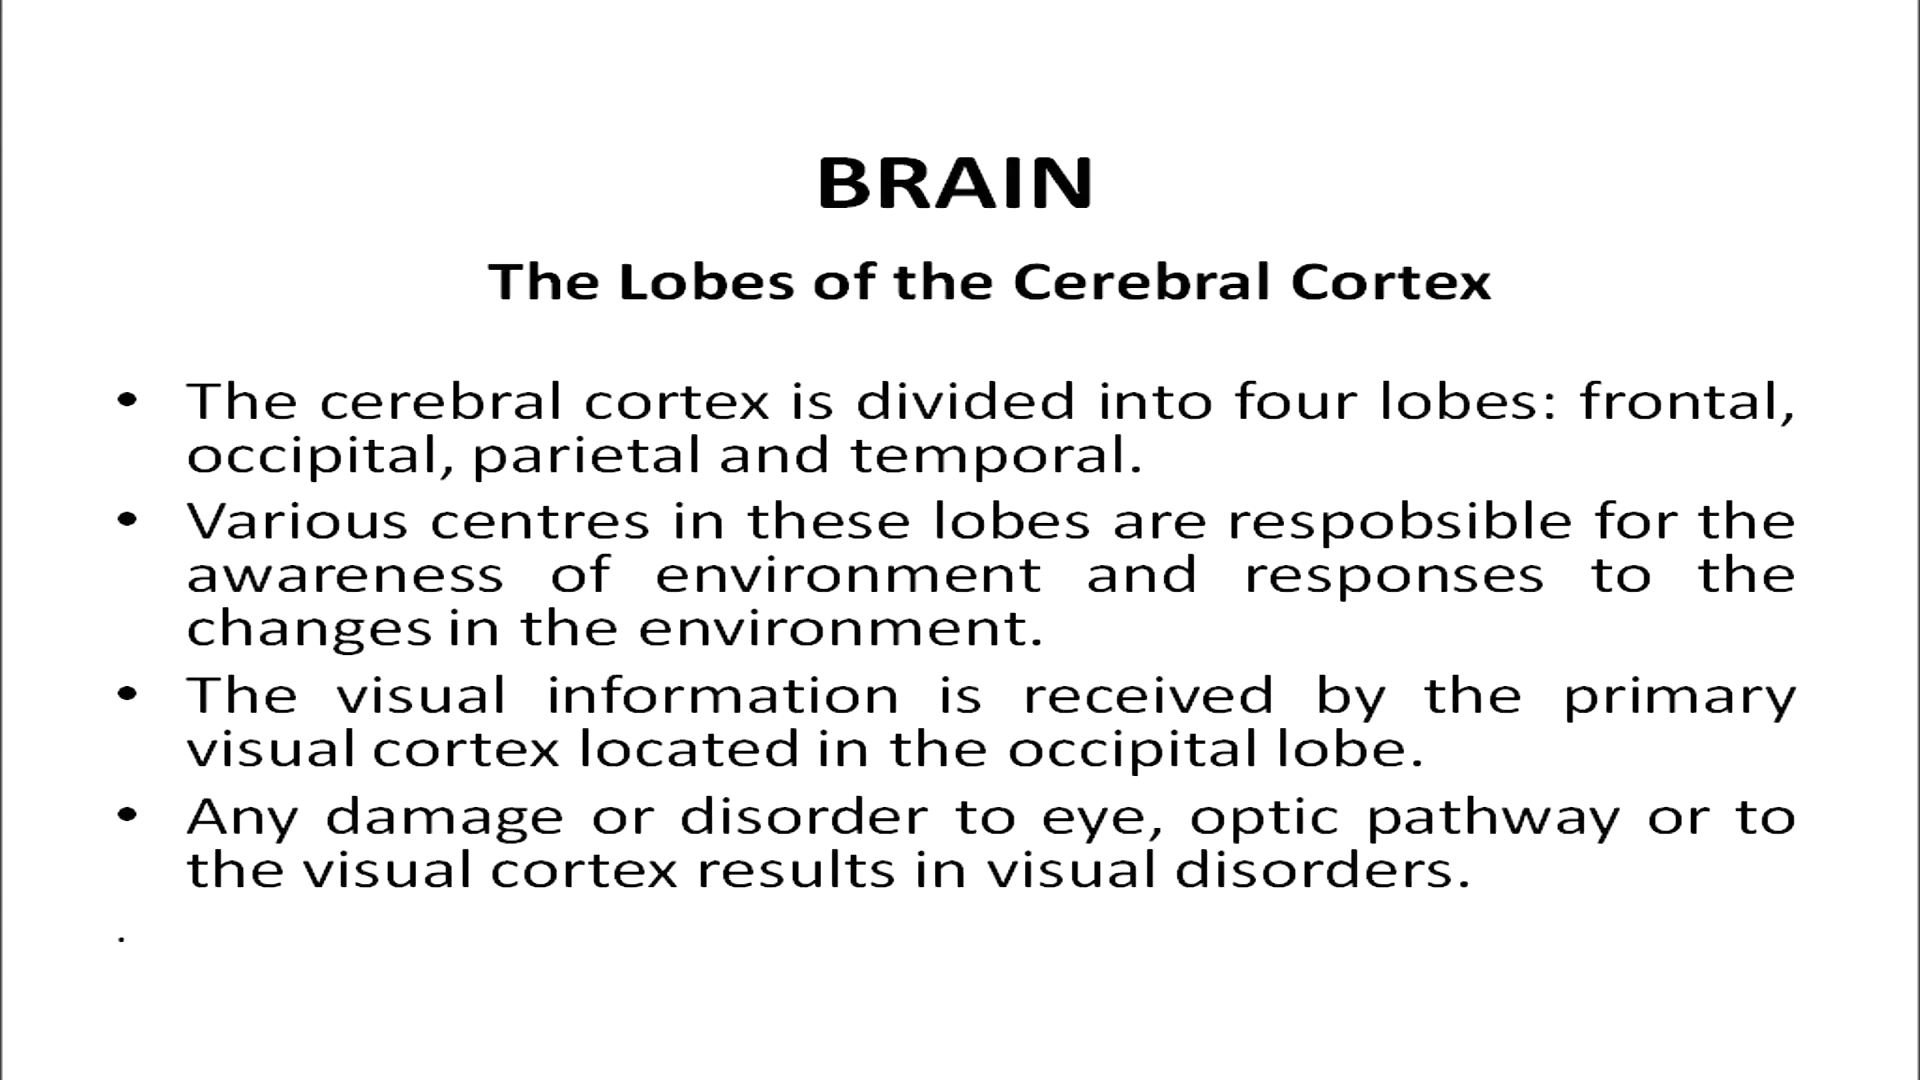 BRAIN
The Lobes of the Cerebral Cortex
• The cerebral cortex is divided into four lobes: frontal,
occipital, parietal and temporal.
• Various centres in these lobes are respobsible for the
awareness of environment and responses to the
changes in the environment.
• The visual information is received by the primary
visual cortex located in the occipital lobe.
• Any damage or disorder to eye, optic pathway or to
the visual cortex results in visual disorders.
.